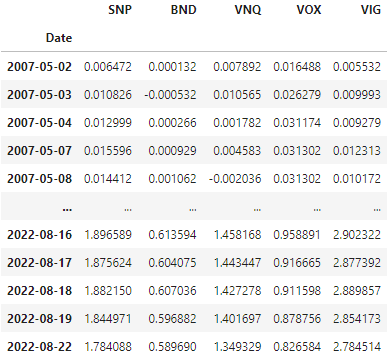 SNP BND VNQ VOX VIG
Date
2007-05-02 0.006472 0.000132 0.007892 0.016488 0.005532
2007-05-03 0.010826 -0.000532 0.010565 0.026279 0.009993
2007-05-04 0.012999 0.000266 0.001782 0.031174 0.009279
2007-05-07 0.015596 0.000929 0.004583 0.031302 0.012313
2007-05-08 0.014412 0.001062 -0.002036 0.031302 0.010172
... ... ... ... ... ...
2022-08-16 1.896589 0.613594 1.458168 0.958891 2.902322
2022-08-17 1.875624 0.604075 1.443447 0.916665 2.877392
2022-08-18 1.882150 0.607036 1.427278 0.911598 2.889857
2022-08-19 1.844971 0.596882 1.401697 0.878756 2.854173
2022-08-22 1.784088 0.589690 1.349329 0.826584 2.784514